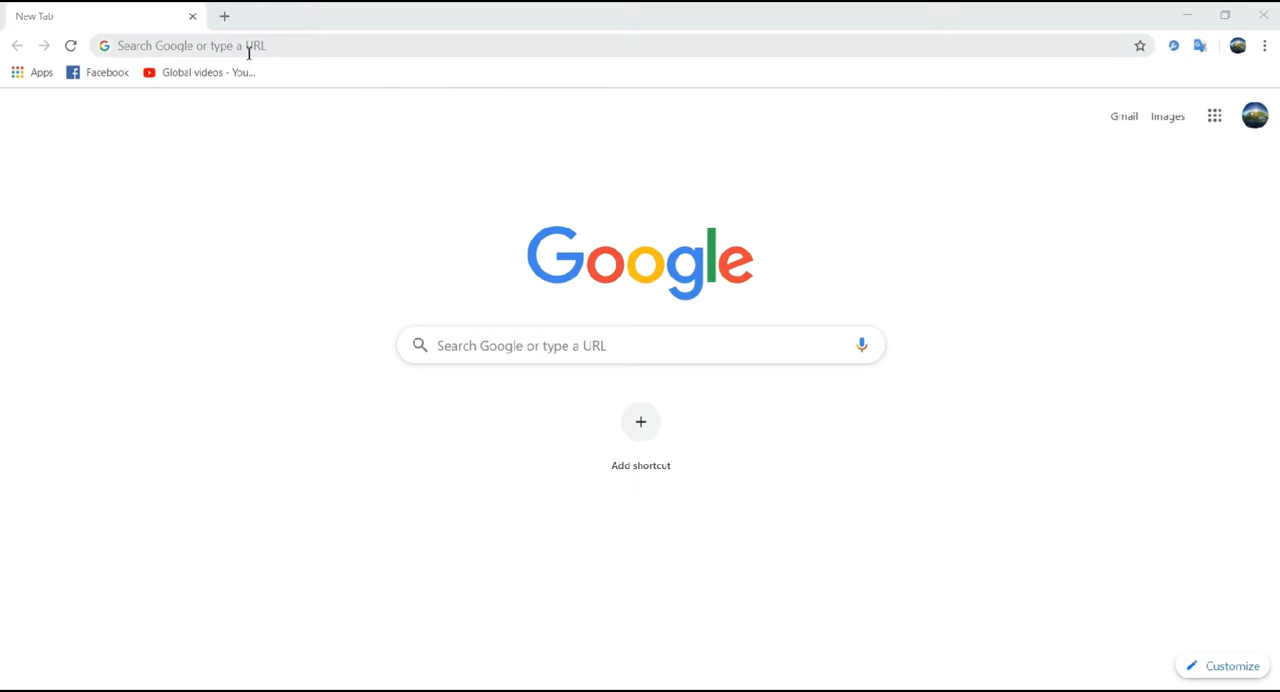 New Tab
Search Google or type a URL
Apps
Facebook
Global videos - You...
Gmail
Images
Google
Search Google or type a URL
Add shortcut
Customize